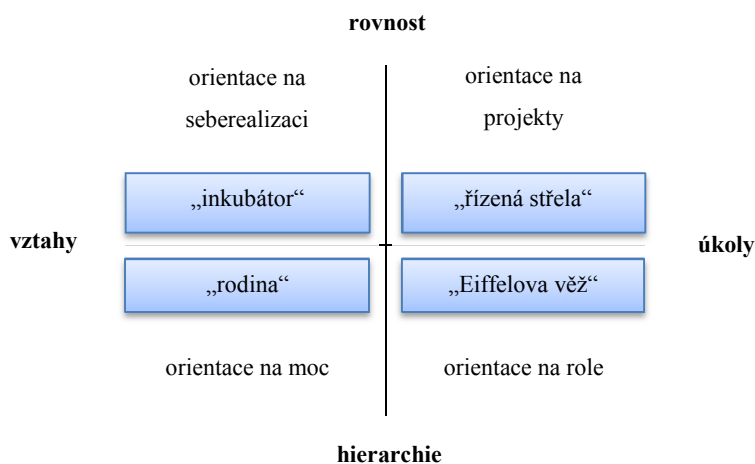 rovnost
orientace na
seberealizaci
orientace na
projekty
„inkubátor“
„řízená střela“
vztahy
úkoly
„rodina“
„Eiffelova věž“
orientace na moc
orientace na role
hierarchie